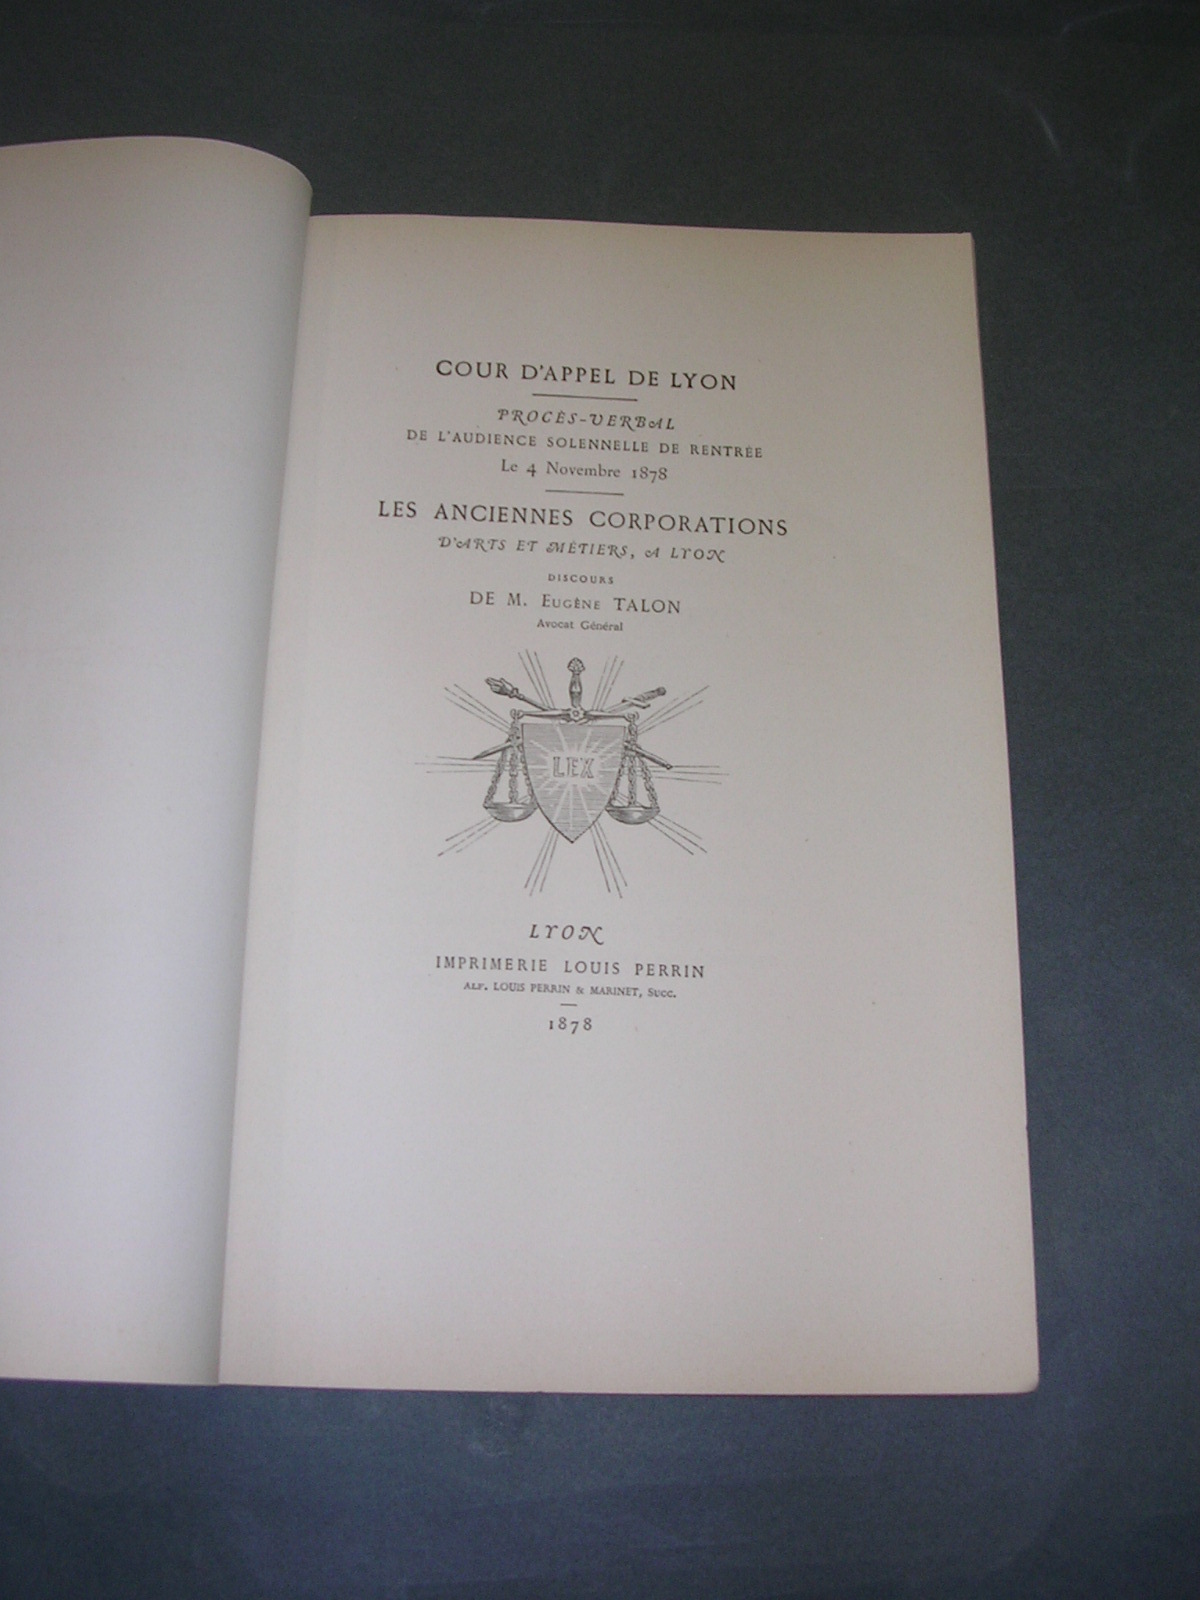 COUR D'APPEL DE LYON
PROCÈS-VERBAL
DE L'AUDIENCE SOLENNELLE DE RENTRÉE
Le 4 Novembre 1878
LES ANCIENNES CORPORATIONS
D'ARTS ET MÉTIERS, A LYON
DISCOURS
DE M. EUGÈNE TALON
Avocat Général
LEX
LYON
IMPRIMERIE LOUIS PERRIN
ALF. LOUIS PERRIN & MARINET, SUCC.
1878